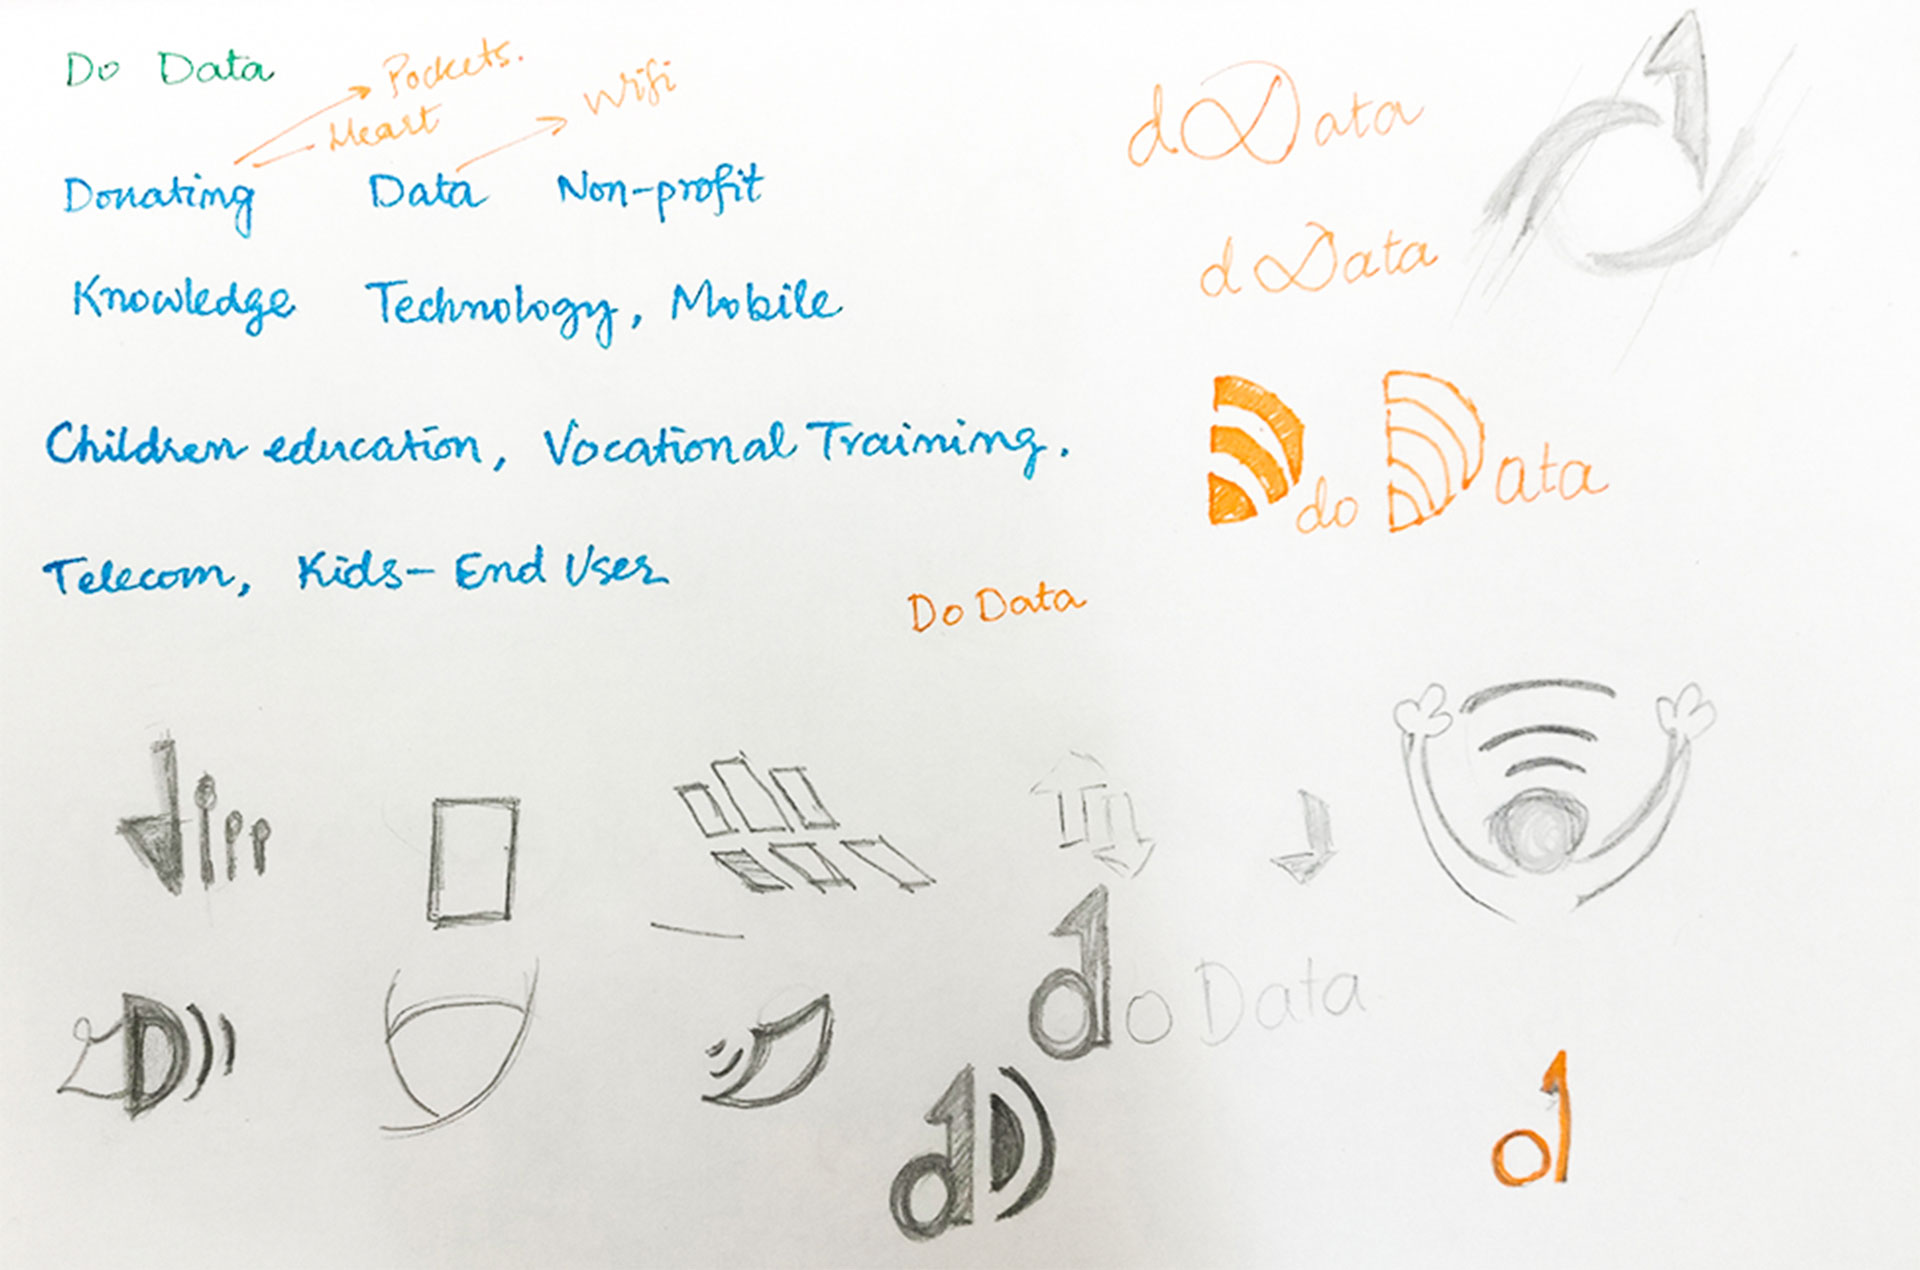 Do Data
Pockets.
Heart
Wifi
Donating Data Non-profit
Knowledge Technology, Mobile
Children education, Vocational Training.
Telecom, Kids- End User
dData
dData
do Data
Do Data
do Data
D
dD
d